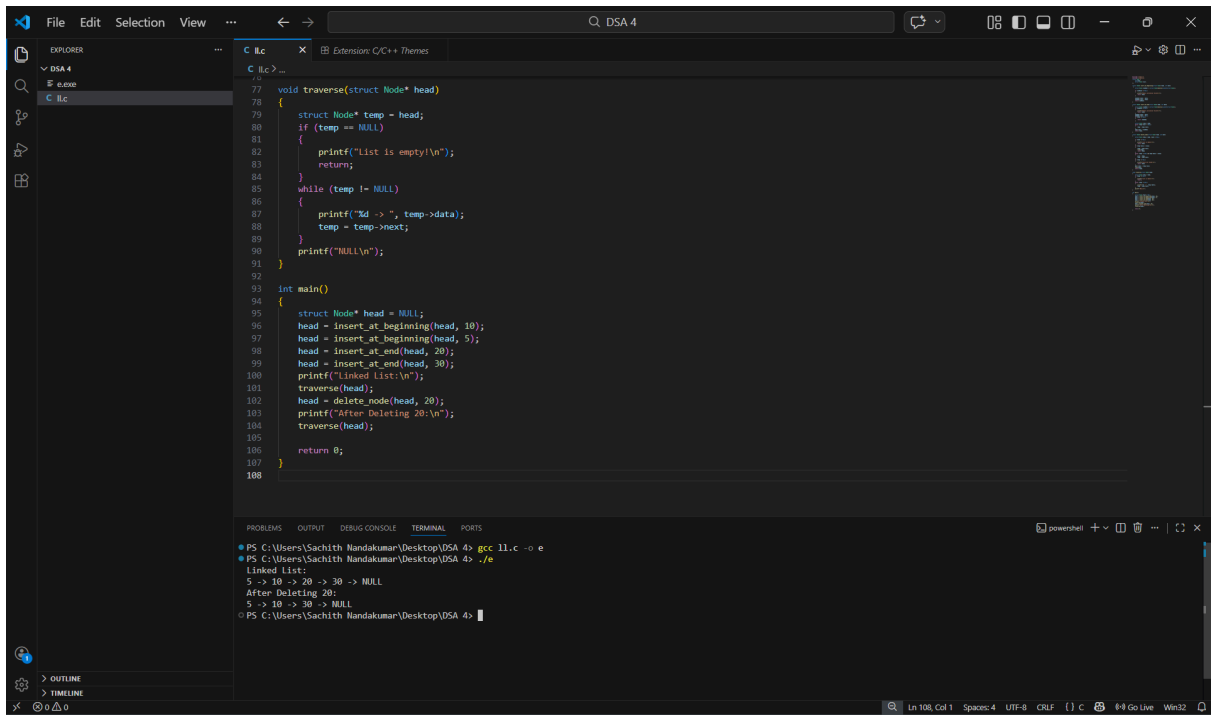 File Edit Selection View ··· DSA 4
EXPLORER ···
DSA 4
e.exe
C ll.c
OUTLINE
TIMELINE
C ll.c Extension: C/C++ Themes
C ll.c > ...
76
77 void traverse(struct Node* head)
78 {
79 struct Node* temp = head;
80 if (temp == NULL)
81 {
82 printf("List is empty!\n");
83 return;
84 }
85 while (temp != NULL)
86 {
87 printf("%d -> ", temp->data);
88 temp = temp->next;
89 }
90 printf("NULL\n");
91 }
92
93 int main()
94 {
95 struct Node* head = NULL;
96 head = insert_at_beginning(head, 10);
97 head = insert_at_beginning(head, 5);
98 head = insert_at_end(head, 20);
99 head = insert_at_end(head, 30);
100 printf("Linked List:\n");
101 traverse(head);
102 head = delete_node(head, 20);
103 printf("After Deleting 20:\n");
104 traverse(head);
105
106 return 0;
107 }
108
PROBLEMS OUTPUT DEBUG CONSOLE TERMINAL PORTS powershell
PS C:\Users\Sachith Nandakumar\Desktop\DSA 4> gcc ll.c -o e
PS C:\Users\Sachith Nandakumar\Desktop\DSA 4> ./e
Linked List:
5 -> 10 -> 20 -> 30 -> NULL
After Deleting 20:
5 -> 10 -> 30 -> NULL
PS C:\Users\Sachith Nandakumar\Desktop\DSA 4>
1
0 0 Ln 108, Col 1 Spaces: 4 UTF-8 CRLF {} C Go Live Win32